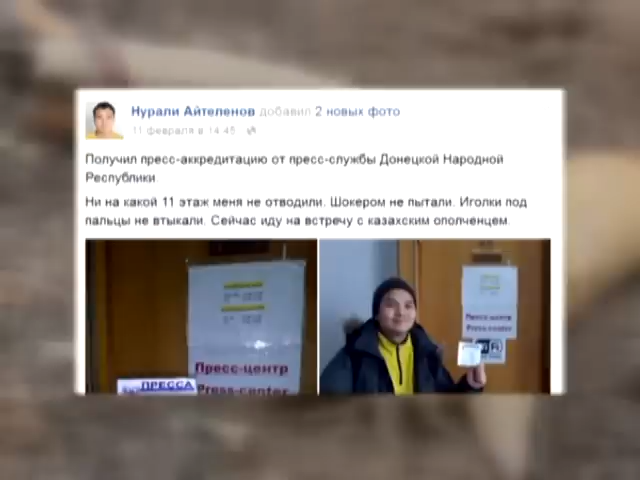 Нурали Айтеленов добавил 2 новых фото
11 февраля в 14:45
Получил пресс-аккредитацию от пресс-службы Донецкой Народной
Республики
Ни на какой 11 этаж меня не отводили. Шокером не пытали. Иголки под
пальцы не втыкали. Сейчас иду на встречу с казахским ополченцем.
Пресс-центр
Press-center
ПРЕССА
Пресс-центр
Press-center